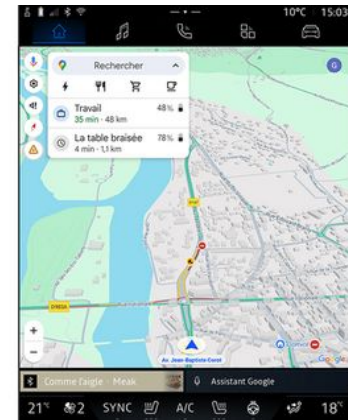 10°C 15:03
G
Rechercher
Travail 48%
35 min · 48 km
La table braisée 78%
4 min · 1,1 km
+
−
Av. Jean-Baptiste Corot
Google
Comme l'aigle - Meak
Assistant Google
21°C 2 SYNC A/C 18°C